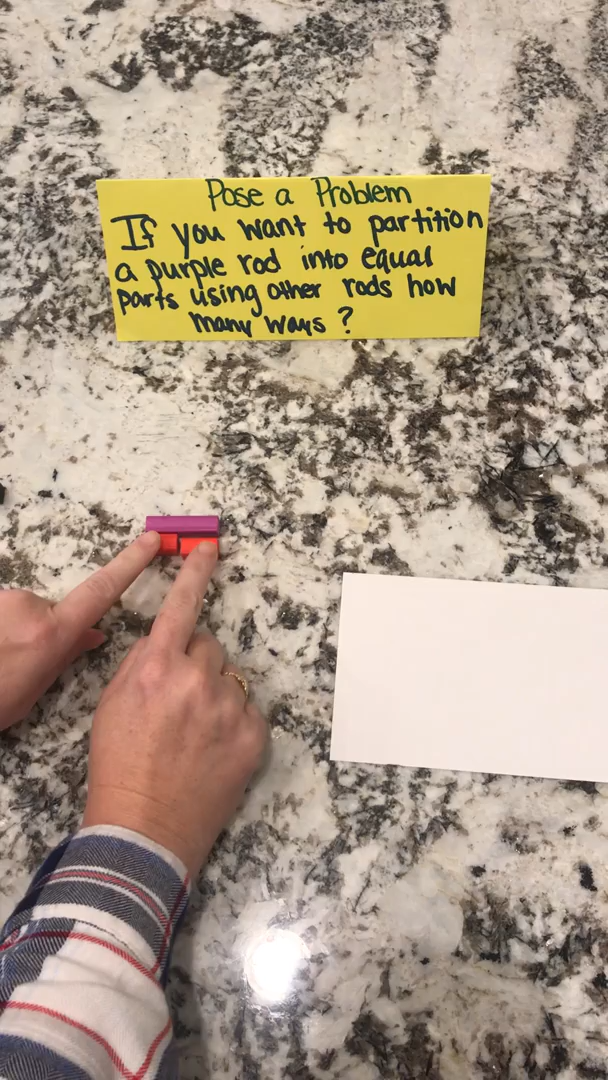 Pose a Problem
If you want to partition
a purple rod into equal
parts using other rods how
many ways ?